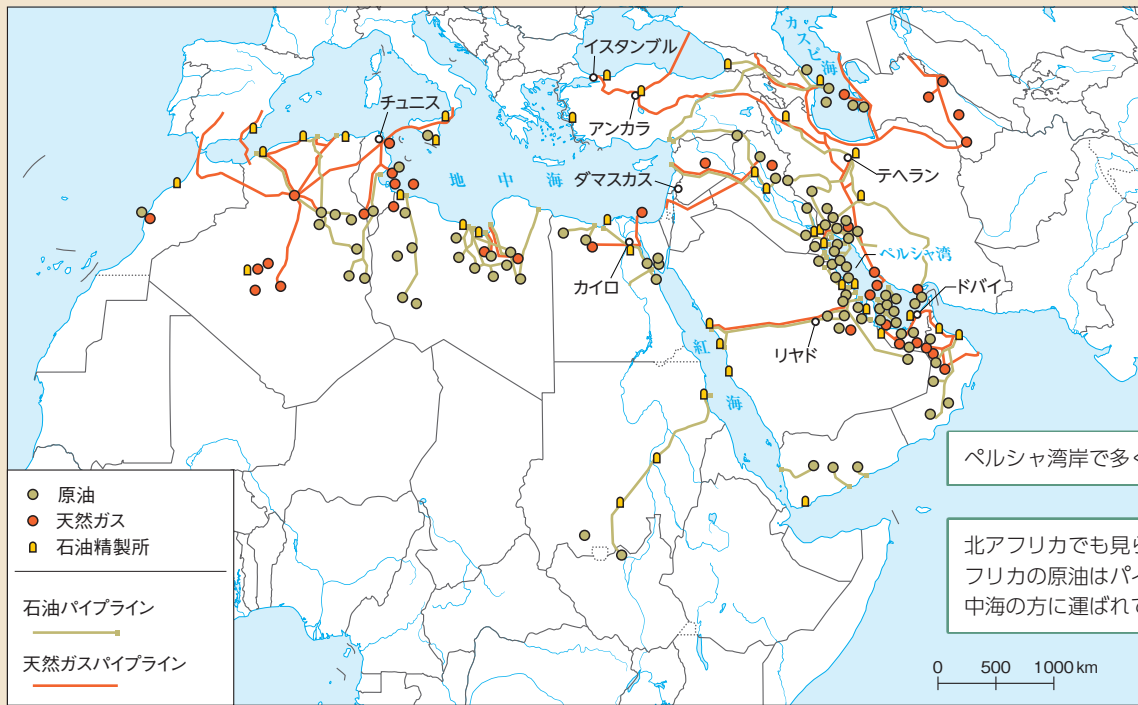 カスピ海
イスタンブル
チュニス
アンカラ
地中海
ダマスカス
テヘラン
カイロ
ペルシャ湾
ドバイ
リヤド
紅海
ペルシャ湾岸で多く
北アフリカでも見ら
フリカの原油はパイ
中海の方に運ばれて
原油
天然ガス
石油精製所
石油パイプライン
天然ガスパイプライン
0 500 1000km